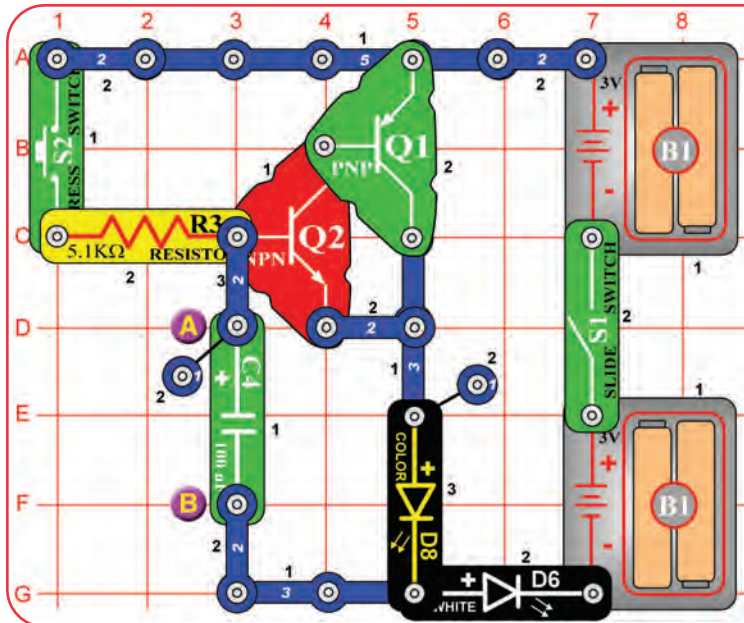 1 2 3 4 5 6 7 8
A
B
C
D
E
F
G
2
2
1
5
2
2
S2
PRESS SWITCH
1
PNP
Q1
1
2
3V
+
-
B1
1
R3
5.1KΩ
RESISTO
2
NPN
Q2
3
2
A
2
1
C4
+
100 µ
1
2
2
2
1
1
3
S1
SLIDE SWITCH
2
COLOR
+
D8
3
B
2
2
1
3
+
WHITE
D6
2
3V
+
-
B1
1